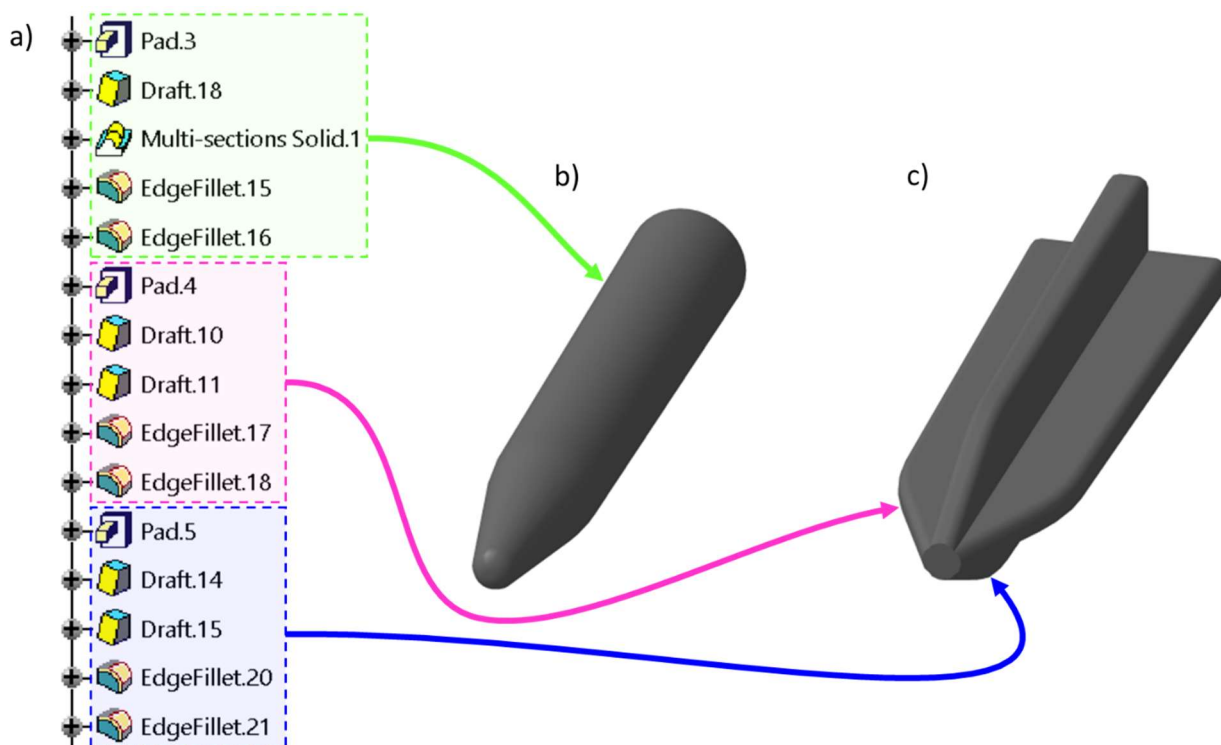 a)
Pad.3
Draft.18
Multi-sections Solid.1
EdgeFillet.15
EdgeFillet.16
Pad.4
Draft.10
Draft.11
EdgeFillet.17
EdgeFillet.18
Pad.5
Draft.14
Draft.15
EdgeFillet.20
EdgeFillet.21
b)
c)